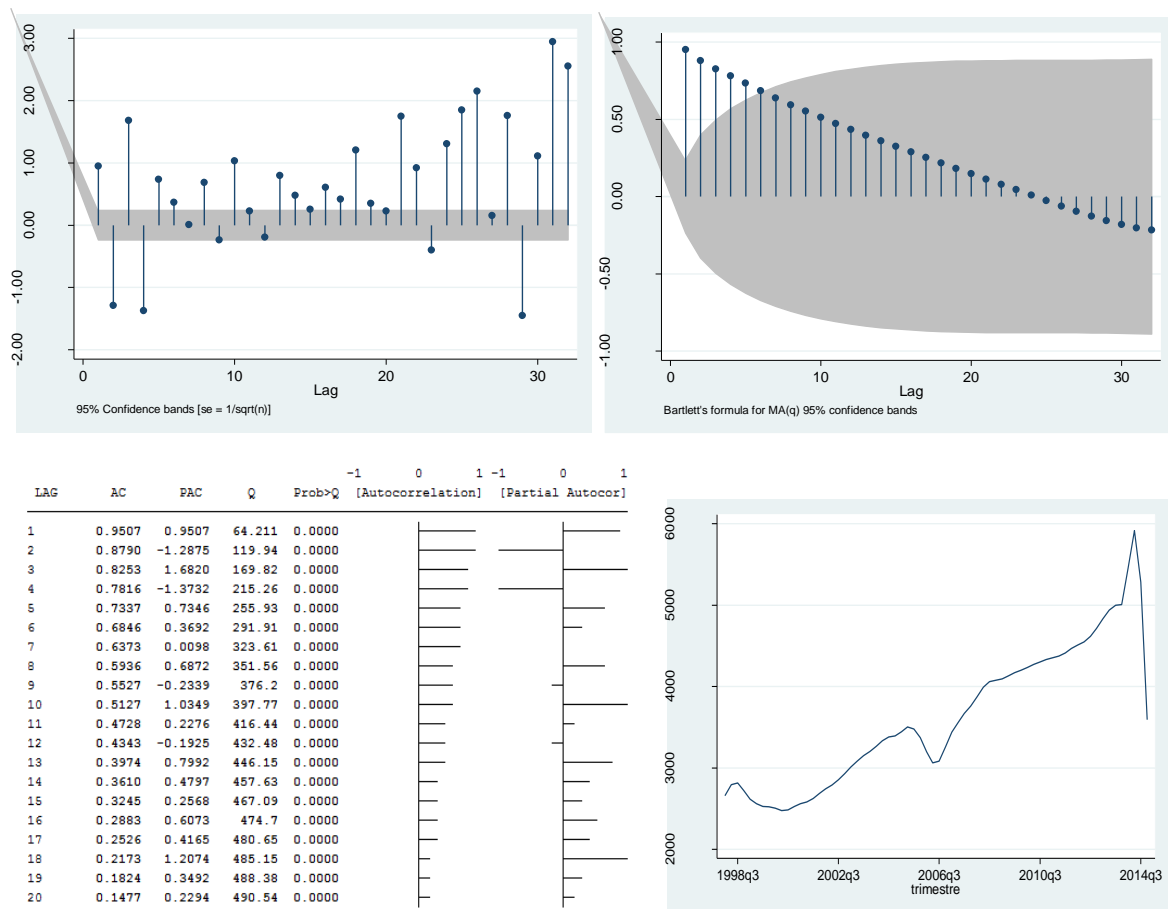 3.00
2.00
1.00
0.00
-1.00
-2.00
0 10 20 30
Lag
95% Confidence bands [se = 1/sqrt(n)]
1.00
0.50
0.00
-0.50
-1.00
0 10 20 30
Lag
Bartlett's formula for MA(q) 95% confidence bands
-1 0 1 -1 0 1
LAG AC PAC Q Prob>Q [Autocorrelation] [Partial Autocor]
1 0.9507 0.9507 64.211 0.0000
2 0.8790 -1.2875 119.94 0.0000
3 0.8253 1.6820 169.82 0.0000
4 0.7816 -1.3732 215.26 0.0000
5 0.7337 0.7346 255.93 0.0000
6 0.6846 0.3692 291.91 0.0000
7 0.6373 0.0098 323.61 0.0000
8 0.5936 0.6872 351.56 0.0000
9 0.5527 -0.2339 376.2 0.0000
10 0.5127 1.0349 397.77 0.0000
11 0.4728 0.2276 416.44 0.0000
12 0.4343 -0.1925 432.48 0.0000
13 0.3974 0.7992 446.15 0.0000
14 0.3610 0.4797 457.63 0.0000
15 0.3245 0.2568 467.09 0.0000
16 0.2883 0.6073 474.7 0.0000
17 0.2526 0.4165 480.65 0.0000
18 0.2173 1.2074 485.15 0.0000
19 0.1824 0.3492 488.38 0.0000
20 0.1477 0.2294 490.54 0.0000
6000
5000
4000
3000
2000
1998q3 2002q3 2006q3 2010q3 2014q3
trimestre